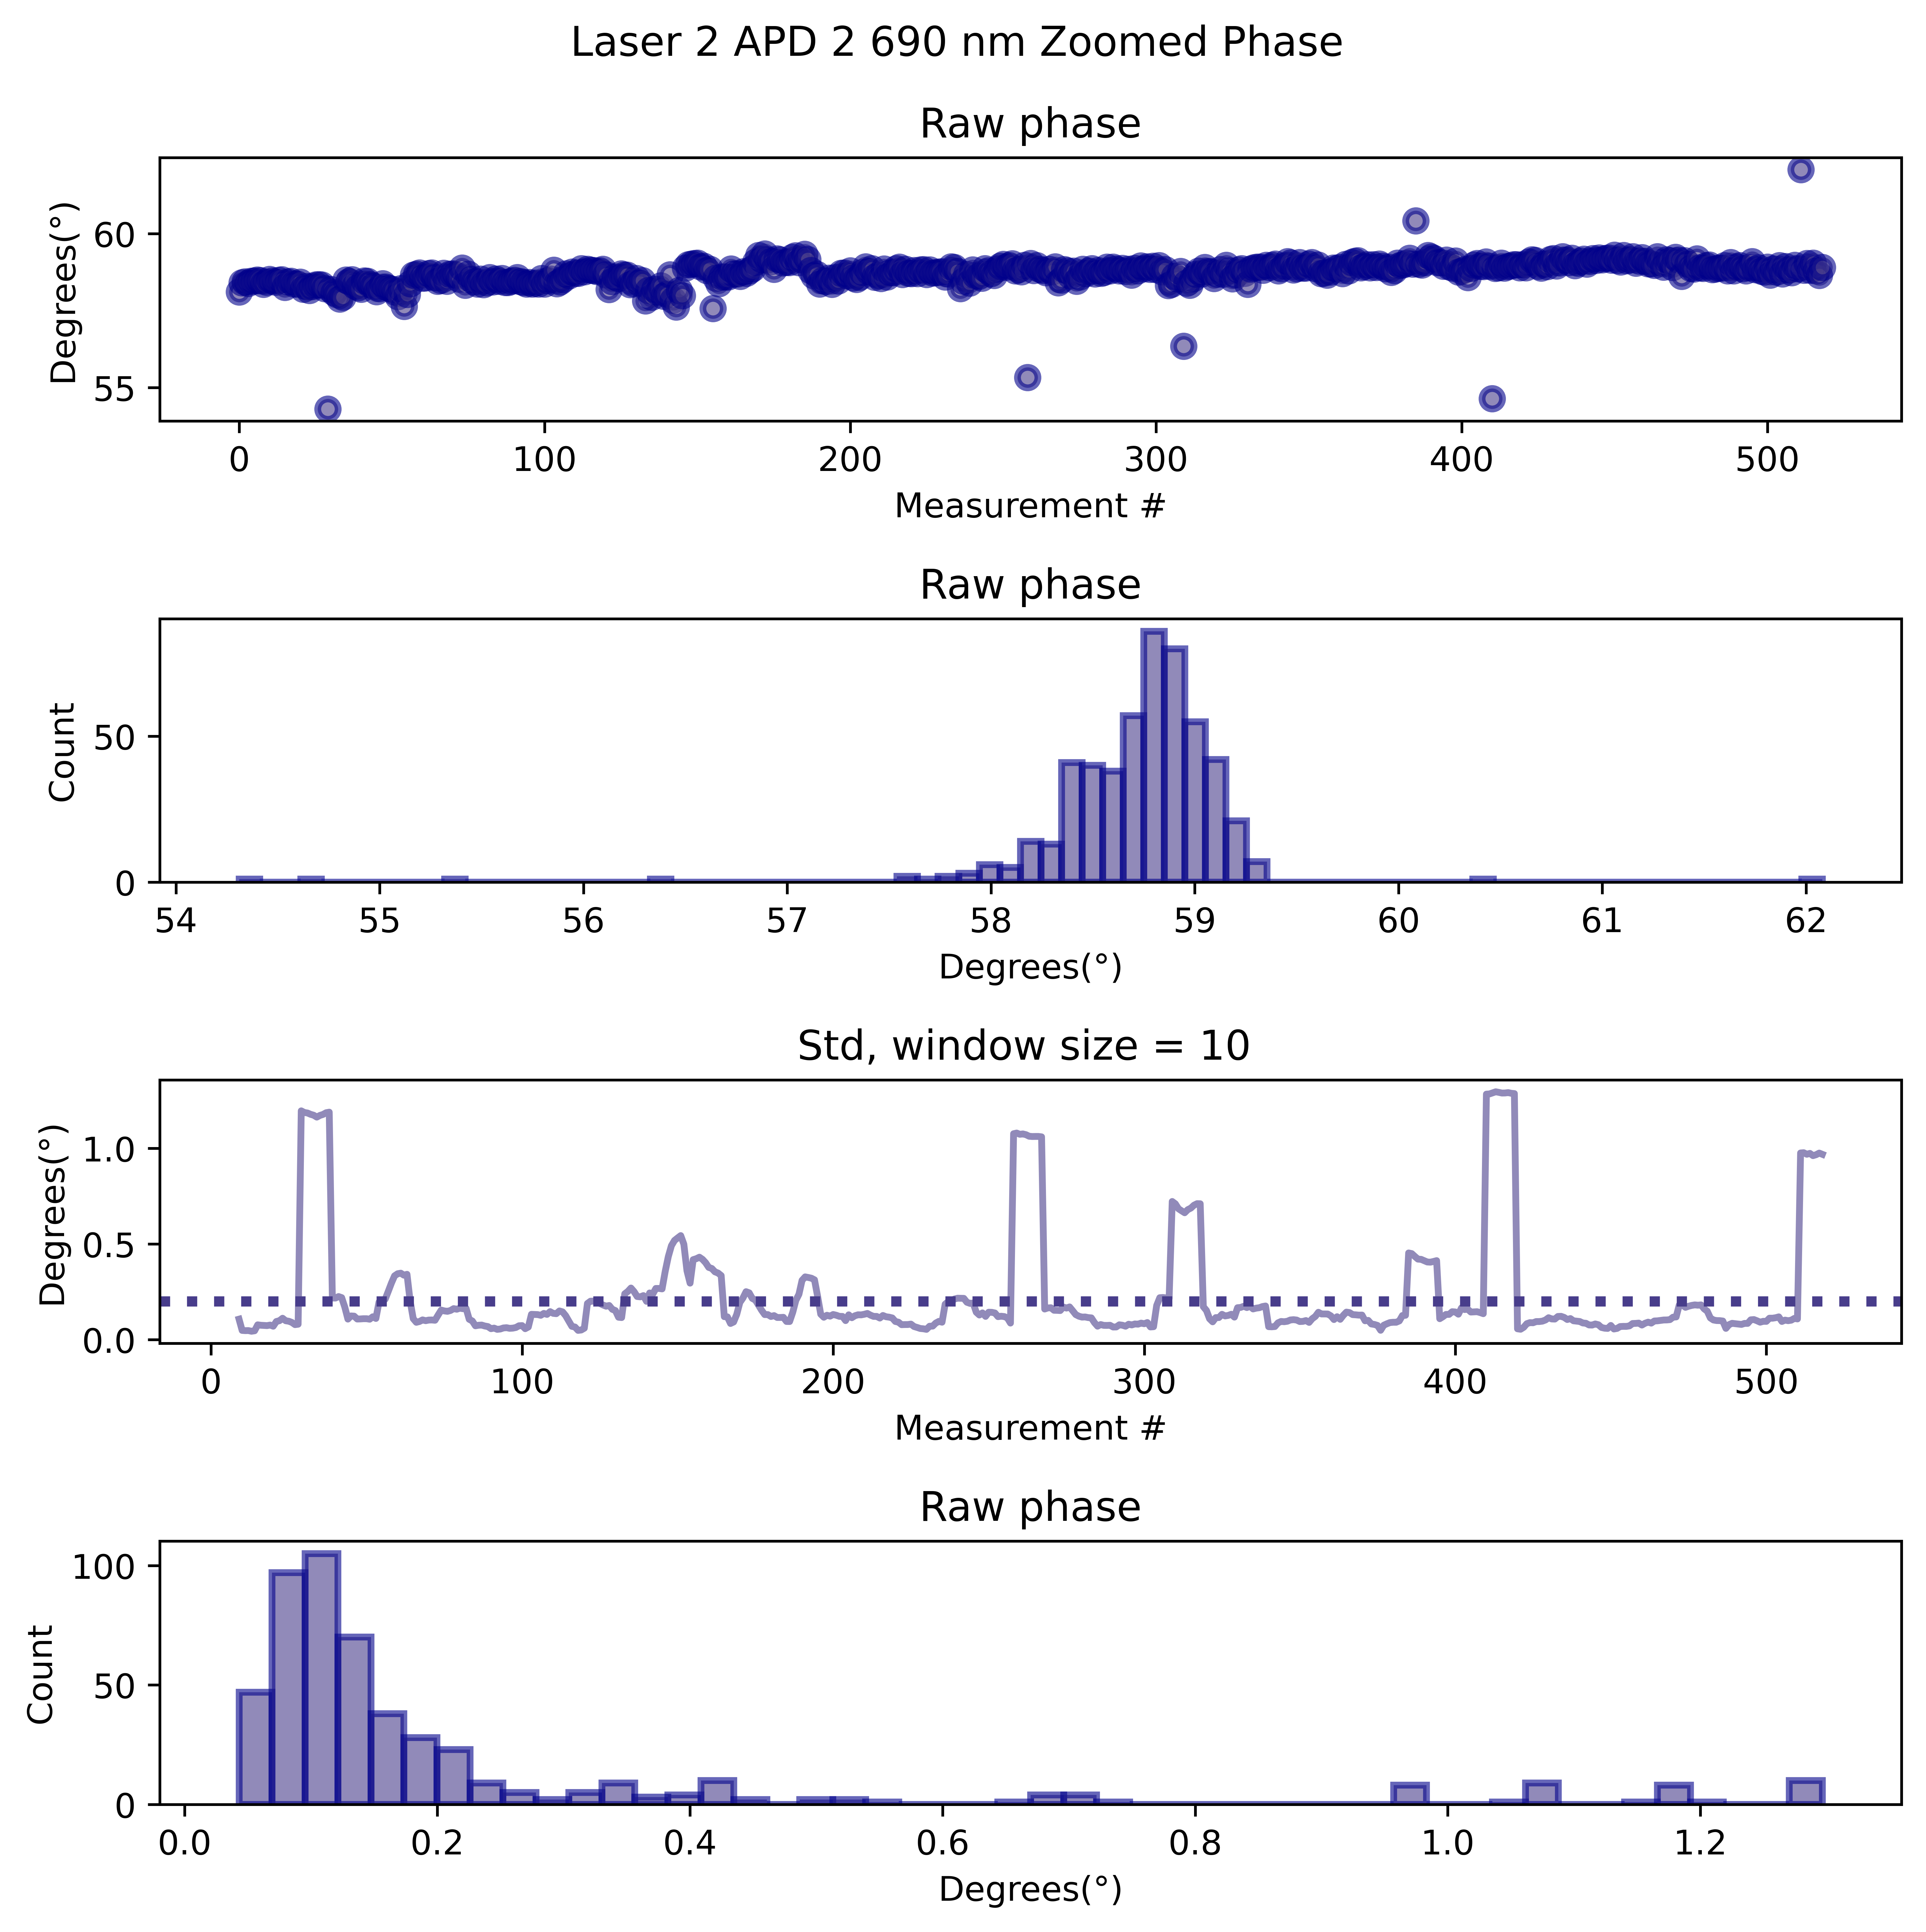 Laser 2 APD 2 690 nm Zoomed Phase
Raw phase
Degrees(°)
60
55
0 100 200 300 400 500
Measurement #
Raw phase
Count
50
0
54 55 56 57 58 59 60 61 62
Degrees(°)
Std, window size = 10
Degrees(°)
1.0
0.5
0.0
0 100 200 300 400 500
Measurement #
Raw phase
Count
100
50
0
0.0 0.2 0.4 0.6 0.8 1.0 1.2
Degrees(°)